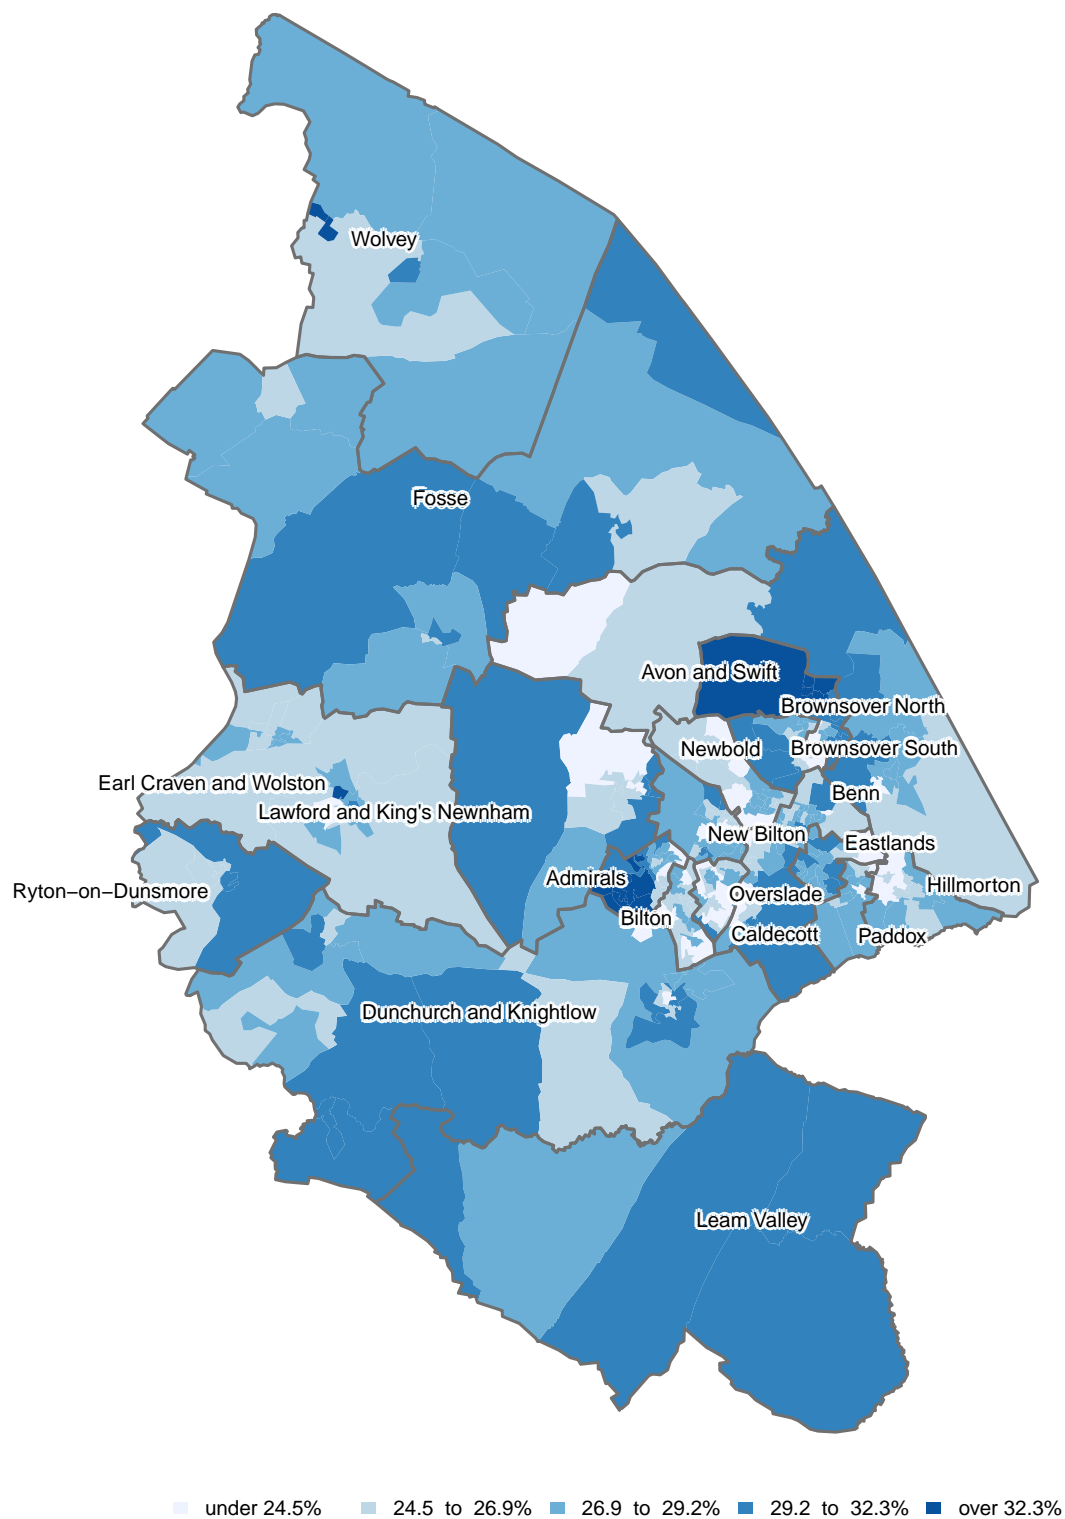 Wolvey
Fosse
Avon and Swift
Brownsover North
Newbold
Brownsover South
Earl Craven and Wolston
Benn
Lawford and King's Newnham
New Bilton
Eastlands
Admirals
Ryton−on−Dunsmore
Hillmorton
Overslade
Bilton
Caldecott
Paddox
Dunchurch and Knightlow
Leam Valley
under 24.5% 24.5 to 26.9% 26.9 to 29.2% 29.2 to 32.3% over 32.3%